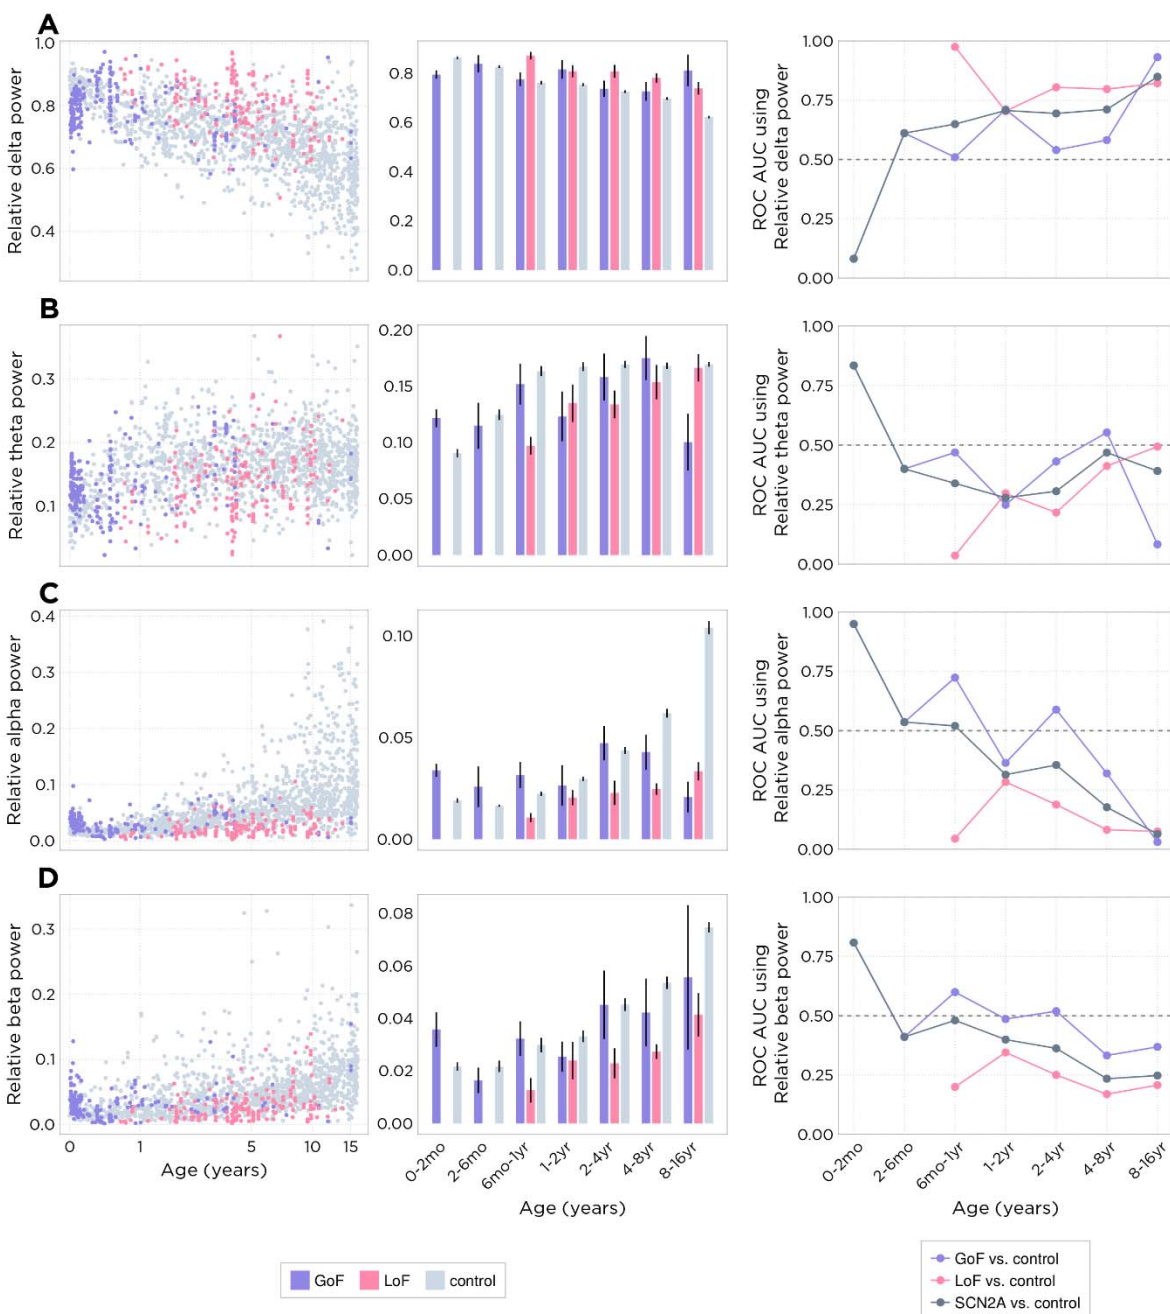 A
Relative delta power
1.0
0.8
0.6
0.4
0.8
0.6
0.4
0.2
0.0
ROC AUC using
Relative delta power
1.00
0.75
0.50
0.25
0.00
B
Relative theta power
0.3
0.2
0.1
0.20
0.15
0.10
0.05
0.00
ROC AUC using
Relative theta power
1.00
0.75
0.50
0.25
0.00
C
Relative alpha power
0.4
0.3
0.2
0.1
0.0
0.10
0.05
0.00
ROC AUC using
Relative alpha power
1.00
0.75
0.50
0.25
0.00
D
Relative beta power
0.3
0.2
0.1
0.0
0 1 5 10 15
Age (years)
0.08
0.06
0.04
0.02
0.00
0-2mo 2-6mo 6mo-1yr 1-2yr 2-4yr 4-8yr 8-16yr
Age (years)
ROC AUC using
Relative beta power
1.00
0.75
0.50
0.25
0.00
0-2mo 2-6mo 6mo-1yr 1-2yr 2-4yr 4-8yr 8-16yr
Age (years)
GoF LoF control
GoF vs. control
LoF vs. control
SCN2A vs. control